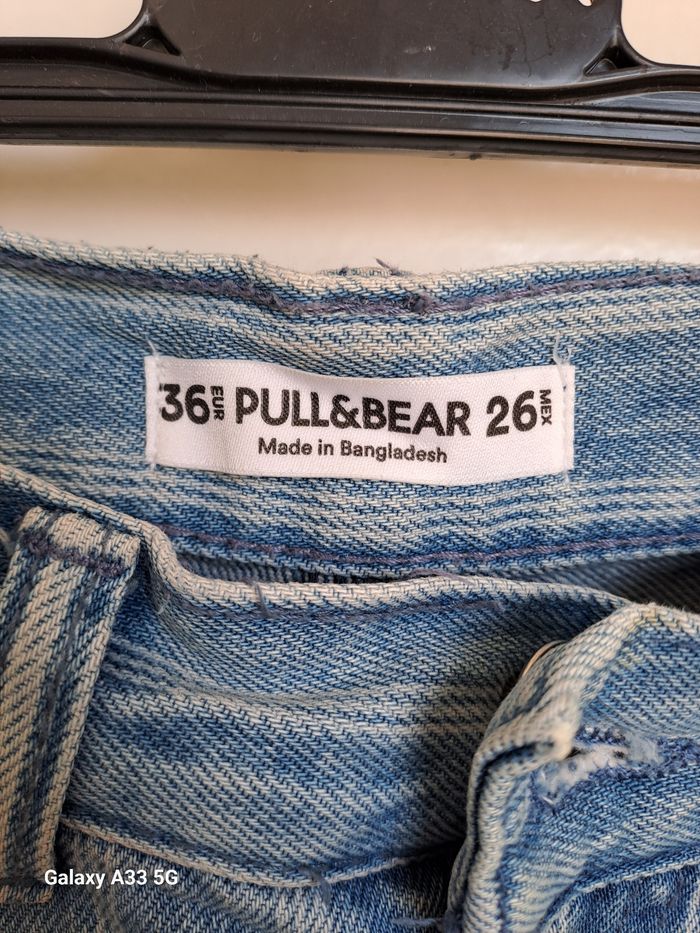 36 EUR PULL&BEAR 26 MEX
Made in Bangladesh
Galaxy A33 5G